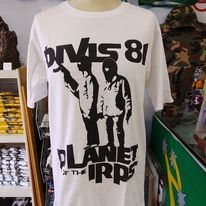 DIVIS 81
PLANET
OF THE IRPS